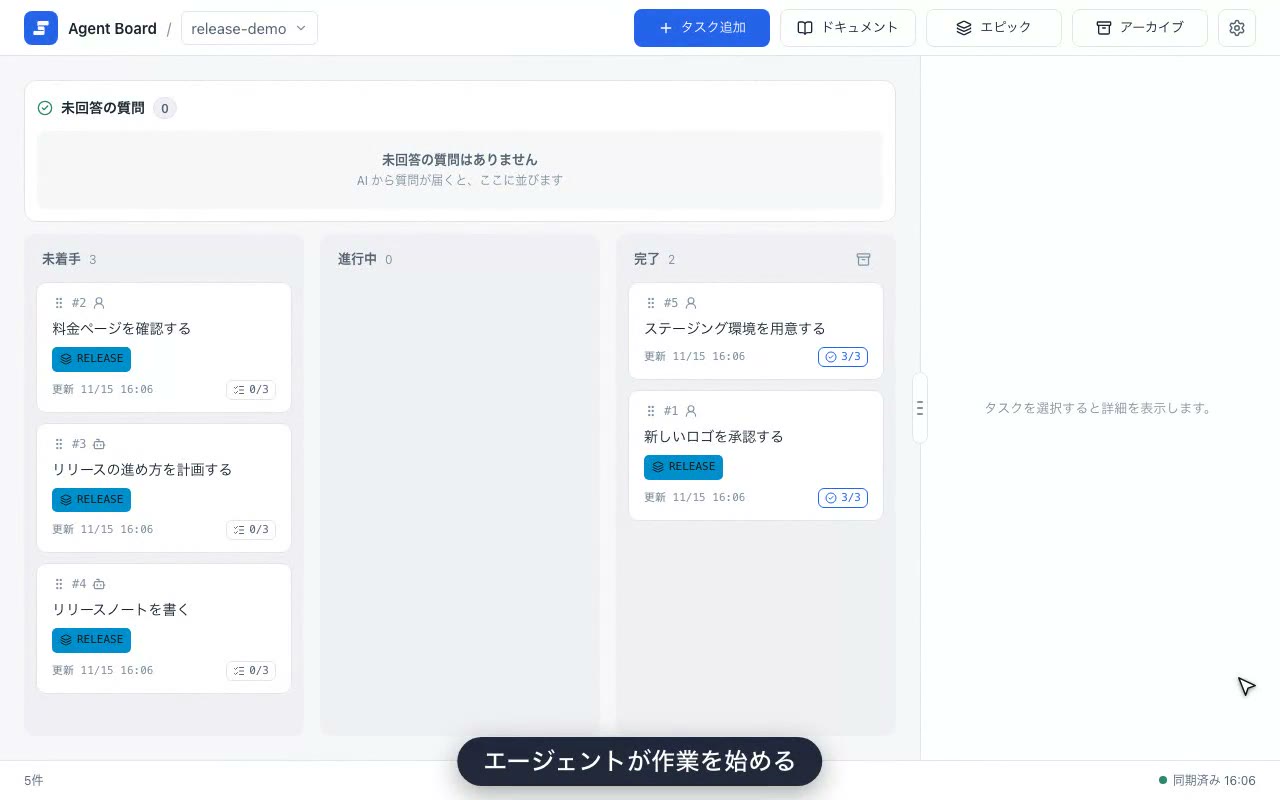 Agent Board / release-demo
タスク追加
ドキュメント
エピック
アーカイブ
未回答の質問 0
未回答の質問はありません
AI から質問が届くと、ここに並びます
未着手 3
#2
料金ページを確認する
RELEASE
更新 11/15 16:06 0/3
#3
リリースの進め方を計画する
RELEASE
更新 11/15 16:06 0/3
#4
リリースノートを書く
RELEASE
更新 11/15 16:06 0/3
進行中 0
完了 2
#5
ステージング環境を用意する
更新 11/15 16:06 3/3
#1
新しいロゴを承認する
RELEASE
更新 11/15 16:06 3/3
タスクを選択すると詳細を表示します。
エージェントが作業を始める
5件
同期済み 16:06